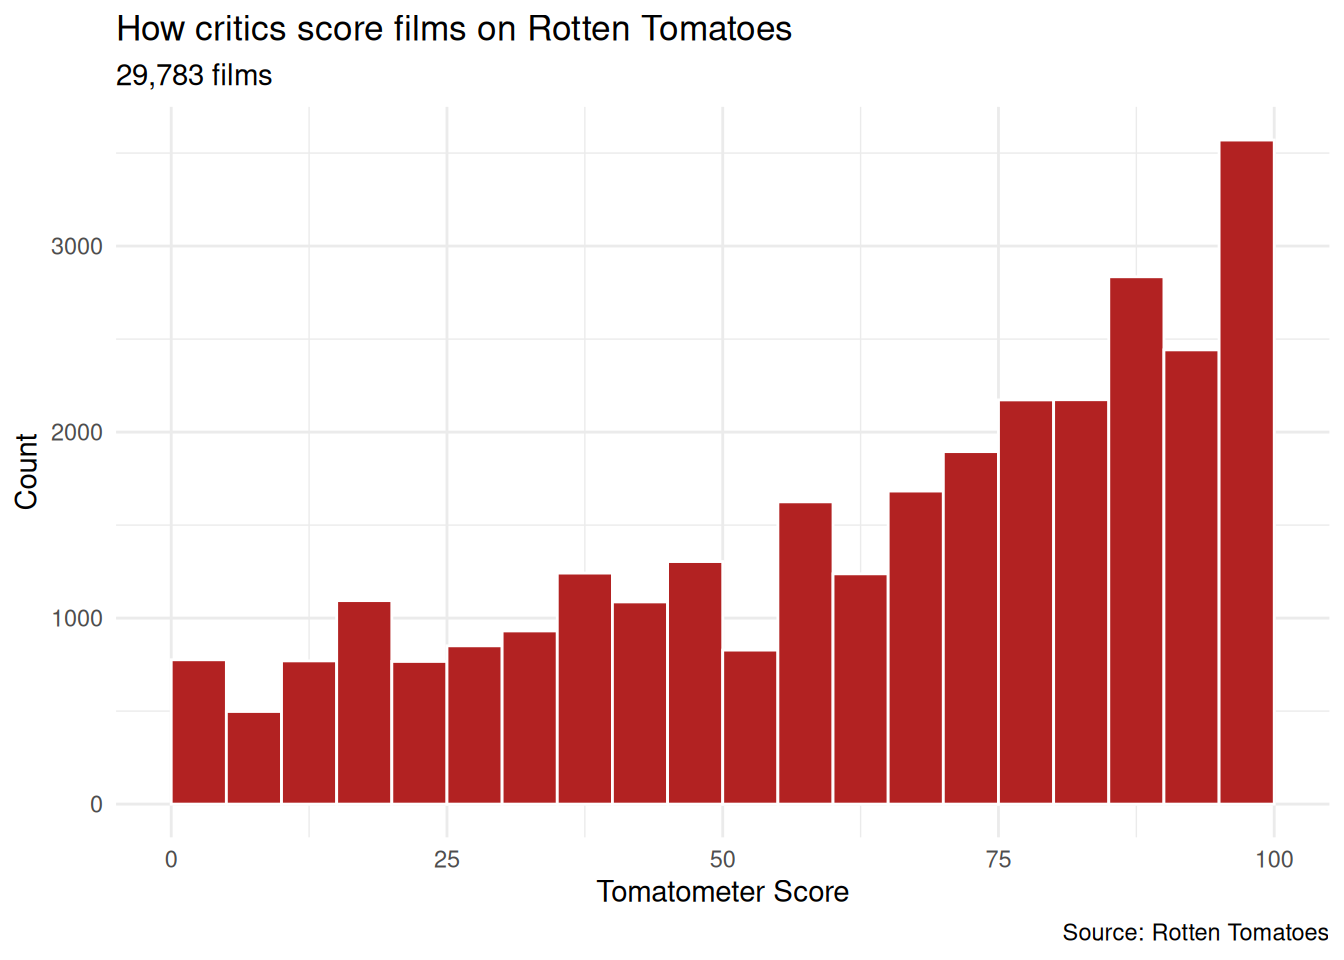 How critics score films on Rotten Tomatoes
29,783 films
Count
3000
2000
1000
0
0 25 50 75 100
Tomatometer Score
Source: Rotten Tomatoes